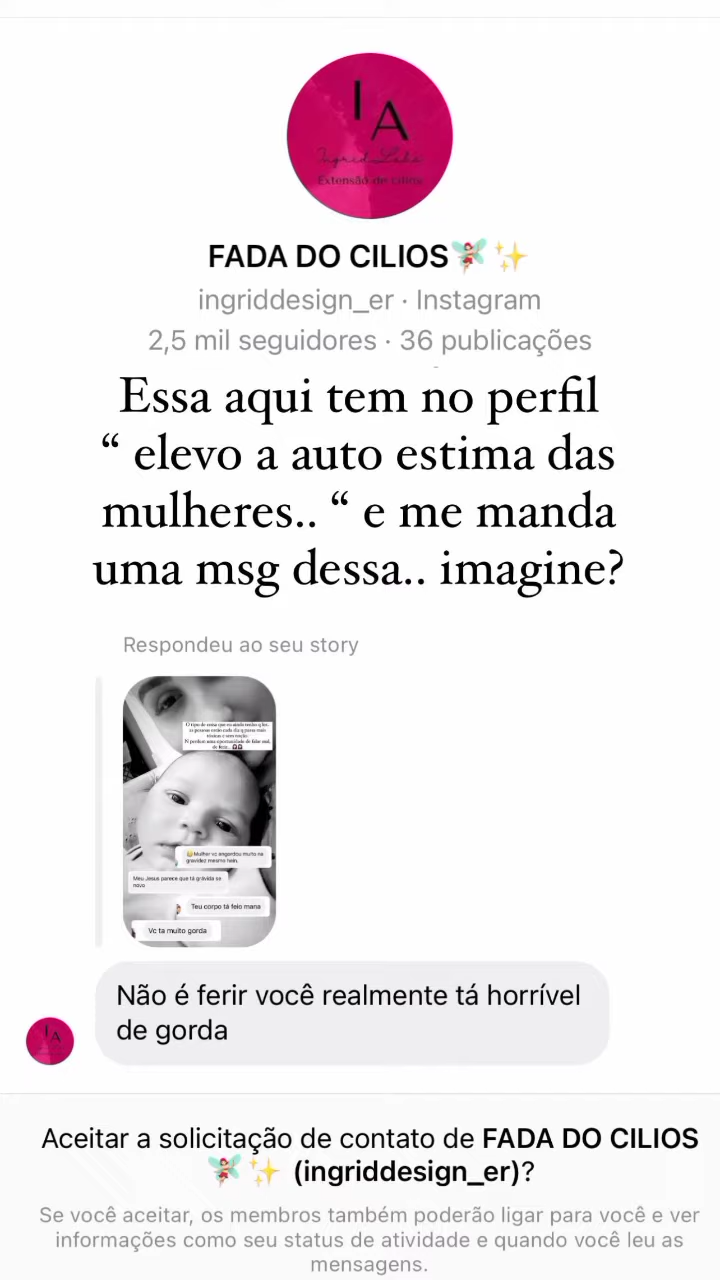 I A
Extensão de cílios
FADA DO CILIOS🧚✨
ingriddesign_er · Instagram
2,5 mil seguidores · 36 publicações
Essa aqui tem no perfil
“ elevo a auto estima das
mulheres.. “ e me manda
uma msg dessa.. imagine?
Respondeu ao seu story
😅Mulher vc engordou muito na
gravidez mesmo hein.
Meu Jesus parece que tá grávida de
novo
Teu corpo tá feio mana
Vc ta muito gorda
Não é ferir você realmente tá horrível
de gorda
I A
Aceitar a solicitação de contato de FADA DO CILIOS
🧚✨ (ingriddesign_er)?
Se você aceitar, os membros também poderão ligar para você e ver
informações como seu status de atividade e quando você leu as
mensagens.